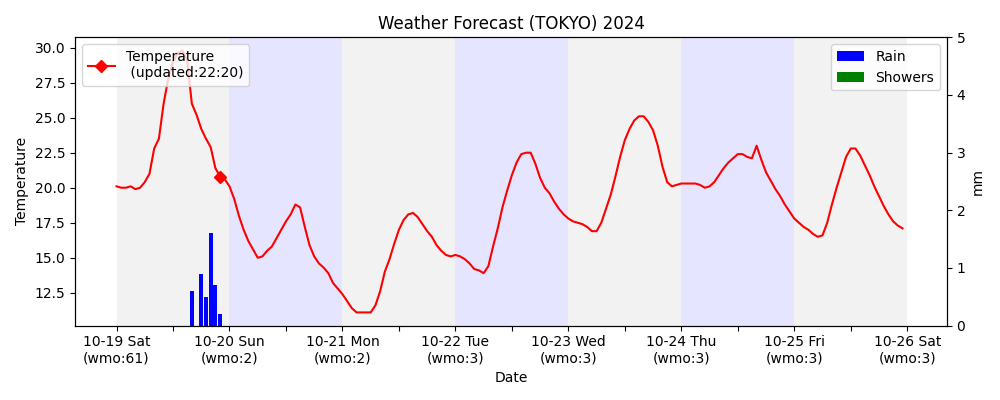 Weather Forecast (TOKYO) 2024
Temperature
(updated:22:20)
Rain
Showers
30.0
27.5
25.0
22.5
20.0
17.5
15.0
12.5
Temperature
5
4
3
2
1
0
mm
10-19 Sat
(wmo:61)
10-20 Sun
(wmo:2)
10-21 Mon
(wmo:2)
10-22 Tue
(wmo:3)
10-23 Wed
(wmo:3)
10-24 Thu
(wmo:3)
10-25 Fri
(wmo:3)
10-26 Sat
(wmo:3)
Date